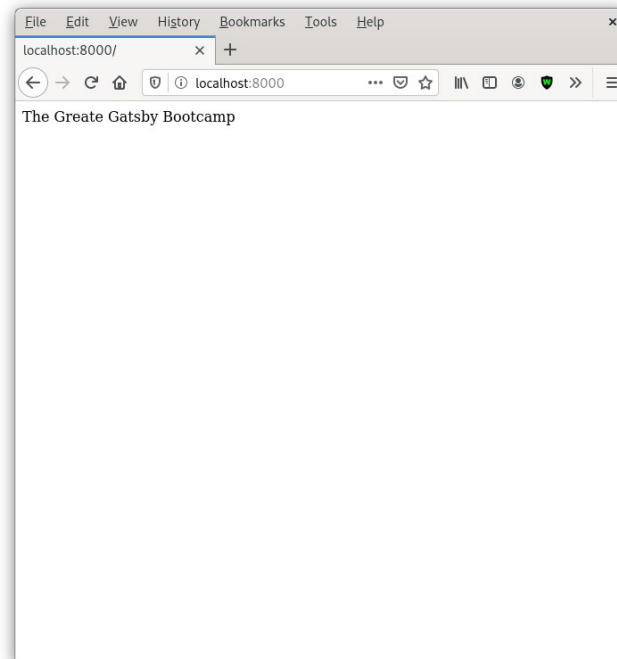 File Edit View History Bookmarks Tools Help
localhost:8000/
localhost:8000
The Greate Gatsby Bootcamp